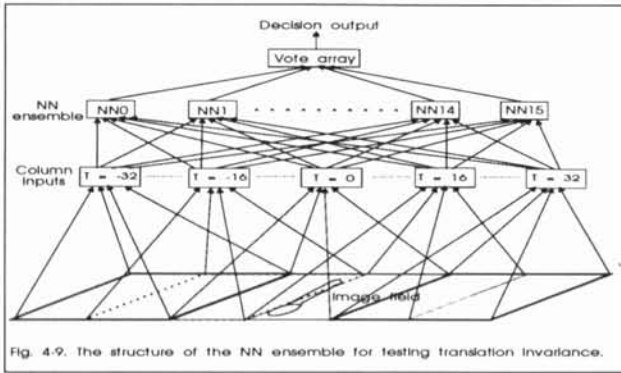 Decision output
Vote array
NN ensemble
NN0 NN1 NN14 NN15
Column Inputs
T = -32 T = -16 T = 0 T = 16 T = 32
Image field
Fig. 4-9. The structure of the NN ensemble for testing translation invariance.